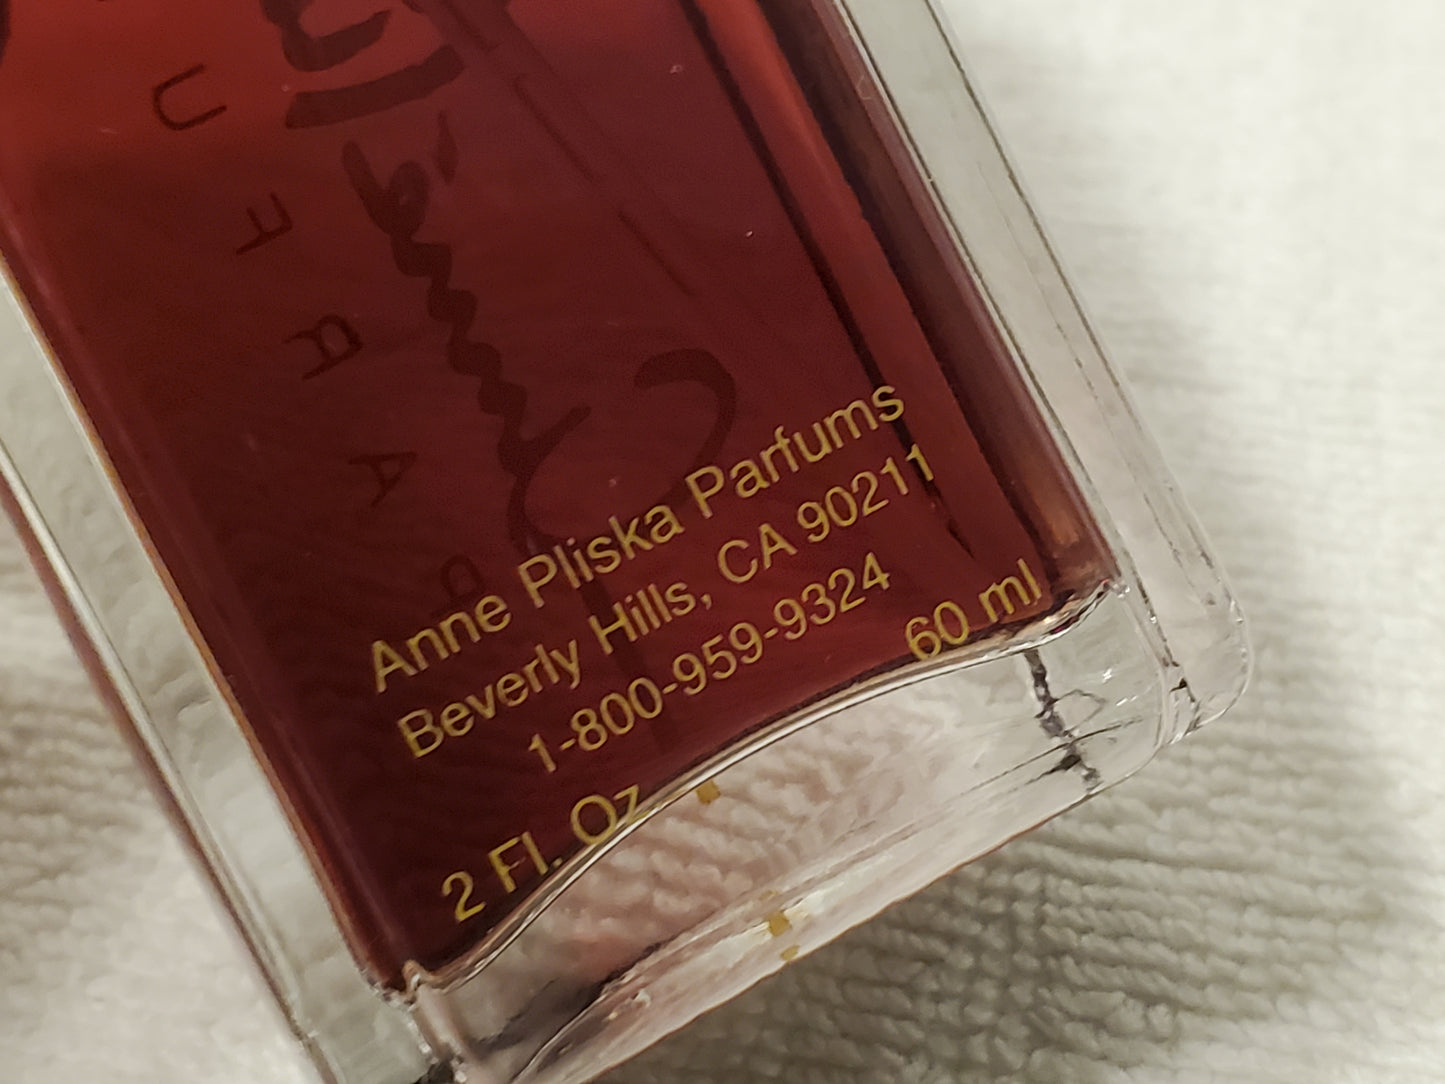 Anne Pliska Parfums
Beverly Hills, CA 90211
1-800-959-9324
2 Fl. Oz 60 ml